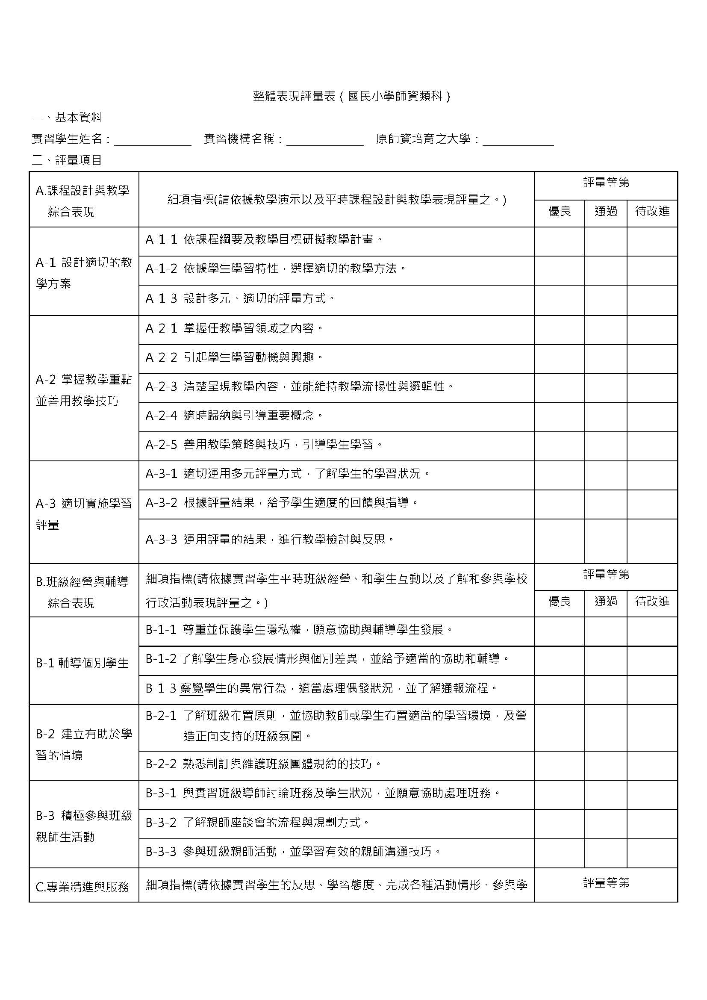 整體表現評量表（國民小學師資類科）
一、基本資料
實習學生姓名：____________ 實習機構名稱：____________ 原師資培育之大學：___________
二、評量項目
A.課程設計與教學
綜合表現
細項指標(請依據教學演示以及平時課程設計與教學表現評量之。)
評量等第
優良 通過 待改進
A-1 設計適切的教
學方案
A-1-1 依課程綱要及教學目標研擬教學計畫。
A-1-2 依據學生學習特性，選擇適切的教學方法。
A-1-3 設計多元、適切的評量方式。
A-2 掌握教學重點
並善用教學技巧
A-2-1 掌握任教學習領域之內容。
A-2-2 引起學生學習動機與興趣。
A-2-3 清楚呈現教學內容，並能維持教學流暢性與邏輯性。
A-2-4 適時歸納與引導重要概念。
A-2-5 善用教學策略與技巧，引導學生學習。
A-3 適切實施學習
評量
A-3-1 適切運用多元評量方式，了解學生的學習狀況。
A-3-2 根據評量結果，給予學生適度的回饋與指導。
A-3-3 運用評量的結果，進行教學檢討與反思。
B.班級經營與輔導
綜合表現
細項指標(請依據實習學生平時班級經營、和學生互動以及了解和參與學校
行政活動表現評量之。)
評量等第
優良 通過 待改進
B-1 輔導個別學生
B-1-1 尊重並保護學生隱私權，願意協助與輔導學生發展。
B-1-2 了解學生身心發展情形與個別差異，並給予適當的協助和輔導。
B-1-3 察覺學生的異常行為，適當處理偶發狀況，並了解通報流程。
B-2 建立有助於學
習的情境
B-2-1 了解班級布置原則，並協助教師或學生布置適當的學習環境，及營
造正向支持的班級氛圍。
B-2-2 熟悉制訂與維護班級團體規約的技巧。
B-3 積極參與班級
親師生活動
B-3-1 與實習班級導師討論班務及學生狀況，並願意協助處理班務。
B-3-2 了解親師座談會的流程與規劃方式。
B-3-3 參與班級親師活動，並學習有效的親師溝通技巧。
C.專業精進與服務
細項指標(請依據實習學生的反思、學習態度、完成各種活動情形、參與學
評量等第